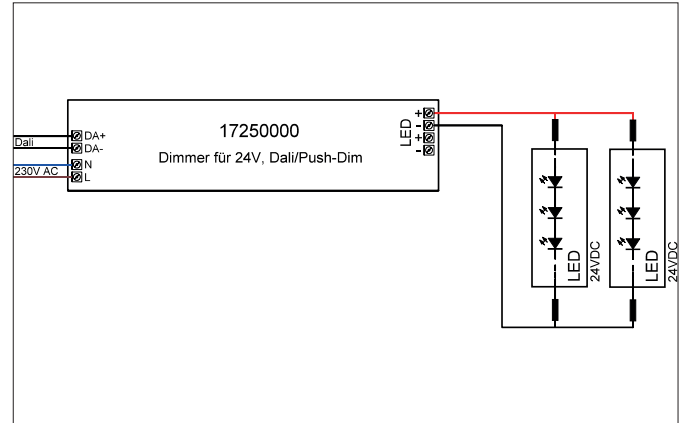 Dali
230V AC
DA+
DA-
N
L
17250000
Dimmer für 24V, Dali/Push-Dim
LED
+
-
+
-
LED
24VDC
LED
24VDC